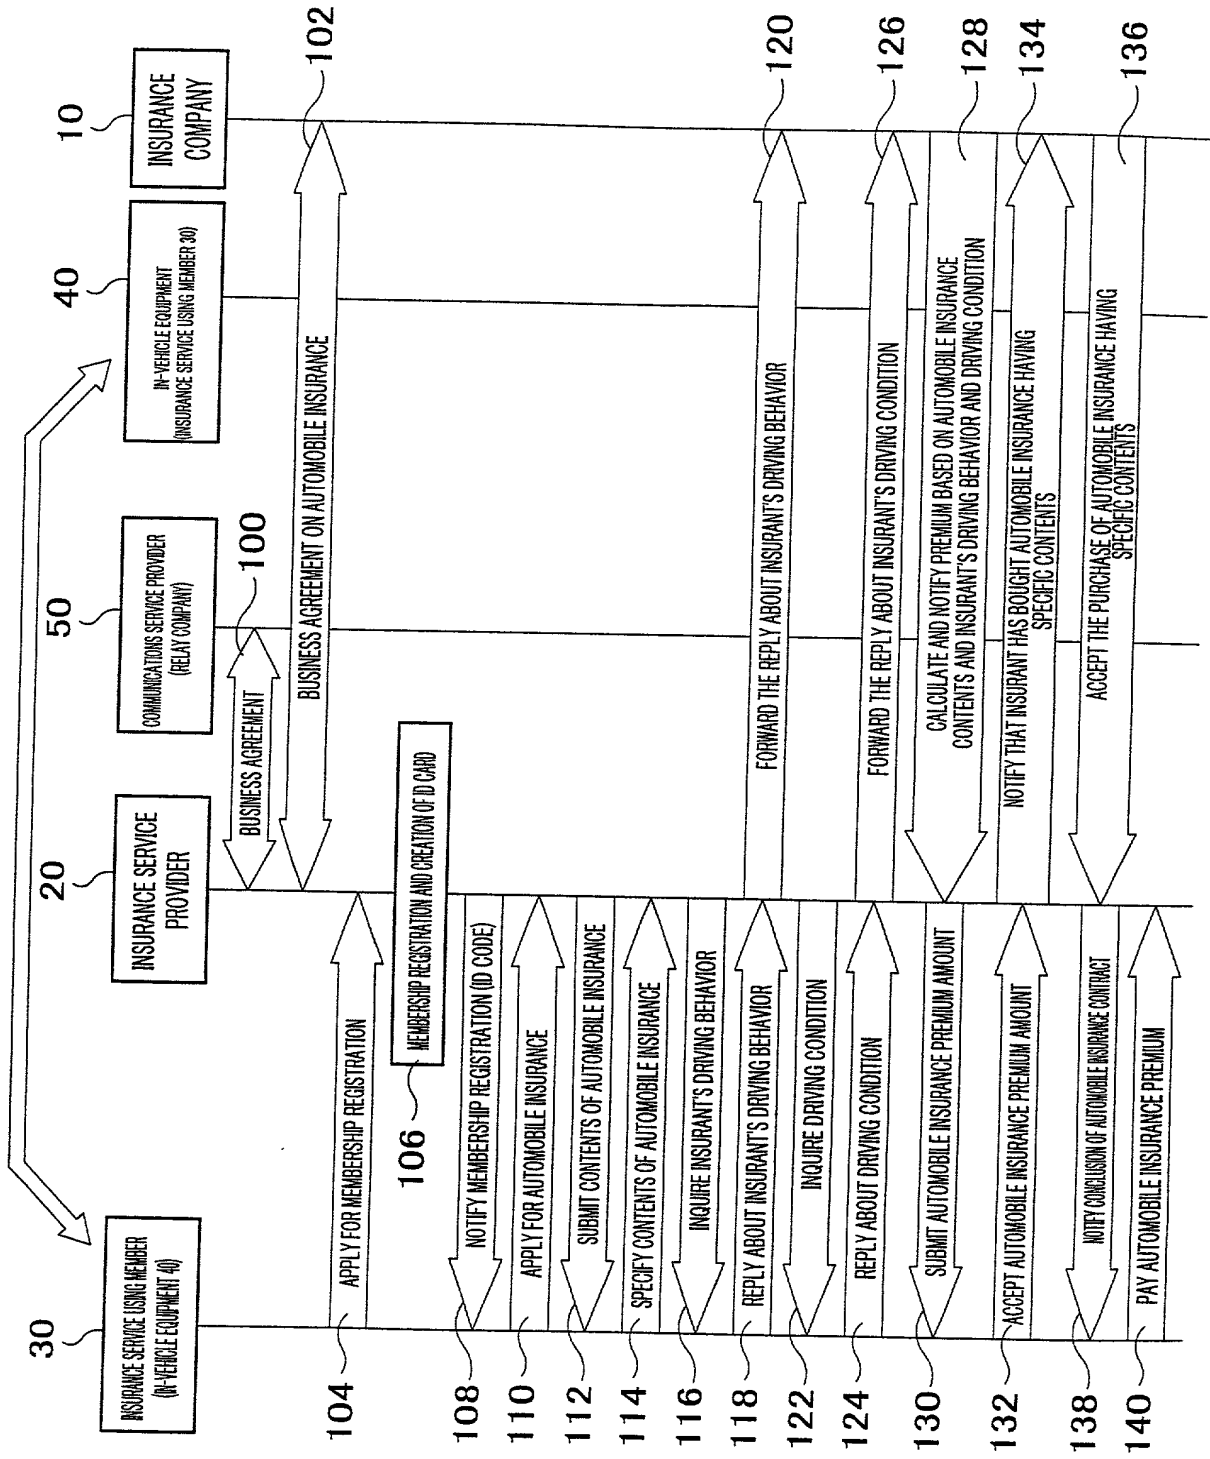 30
INSURANCE SERVICE USING MEMBER
(IN-VEHICLE EQUIPMENT 40)
20
INSURANCE SERVICE
PROVIDER
50
COMMUNICATIONS SERVICE PROVIDER
(RELAY COMPANY)
40
IN-VEHICLE EQUIPMENT
(INSURANCE SERVICE USING MEMBER 30)
10
INSURANCE
COMPANY
BUSINESS AGREEMENT
100
BUSINESS AGREEMENT ON AUTOMOBILE INSURANCE
102
104
APPLY FOR MEMBERSHIP REGISTRATION
106
MEMBERSHIP REGISTRATION AND CREATION OF ID CARD
108
NOTIFY MEMBERSHIP REGISTRATION (ID CODE)
110
APPLY FOR AUTOMOBILE INSURANCE
112
SUBMIT CONTENTS OF AUTOMOBILE INSURANCE
114
SPECIFY CONTENTS OF AUTOMOBILE INSURANCE
116
INQUIRE INSURANT'S DRIVING BEHAVIOR
118
REPLY ABOUT INSURANT'S DRIVING BEHAVIOR
FORWARD THE REPLY ABOUT INSURANT'S DRIVING BEHAVIOR
120
122
INQUIRE DRIVING CONDITION
124
REPLY ABOUT DRIVING CONDITION
FORWARD THE REPLY ABOUT INSURANT'S DRIVING CONDITION
126
CALCULATE AND NOTIFY PREMIUM BASED ON AUTOMOBILE INSURANCE
CONTENTS AND INSURANT'S DRIVING BEHAVIOR AND DRIVING CONDITION
128
130
SUBMIT AUTOMOBILE INSURANCE PREMIUM AMOUNT
132
ACCEPT AUTOMOBILE INSURANCE PREMIUM AMOUNT
NOTIFY THAT INSURANT HAS BOUGHT AUTOMOBILE INSURANCE HAVING
SPECIFIC CONTENTS
134
ACCEPT THE PURCHASE OF AUTOMOBILE INSURANCE HAVING
SPECIFIC CONTENTS
136
138
NOTIFY CONCLUSION OF AUTOMOBILE INSURANCE CONTRACT
140
PAY AUTOMOBILE INSURANCE PREMIUM